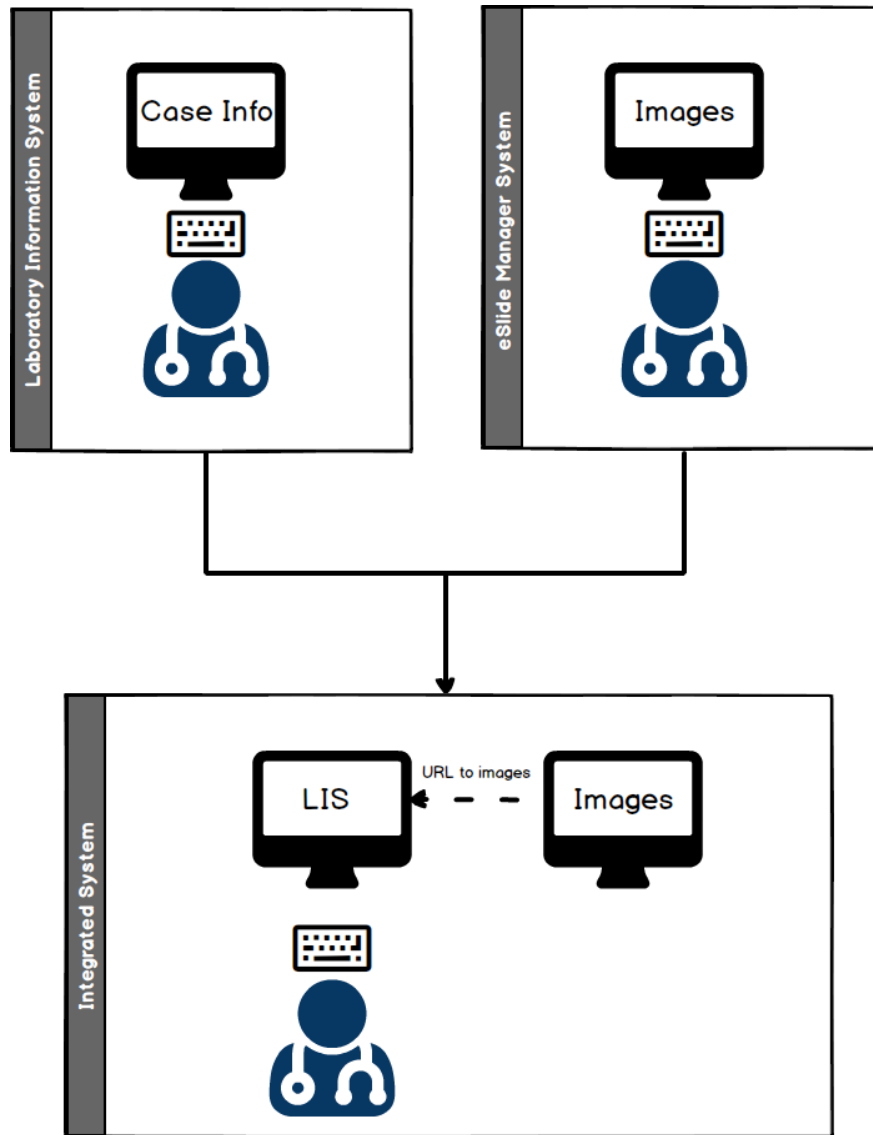 Laboratory Information System
Case Info
eSlide Manager System
Images
Integrated System
LIS
URL to images
Images